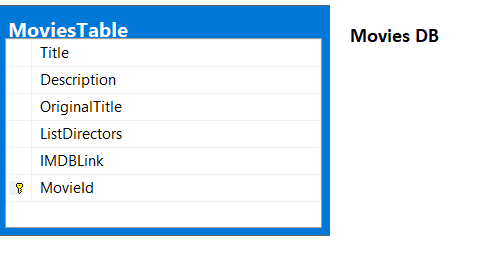 MoviesTable
Title
Description
OriginalTitle
ListDirectors
IMDBLink
MovieId
Movies DB